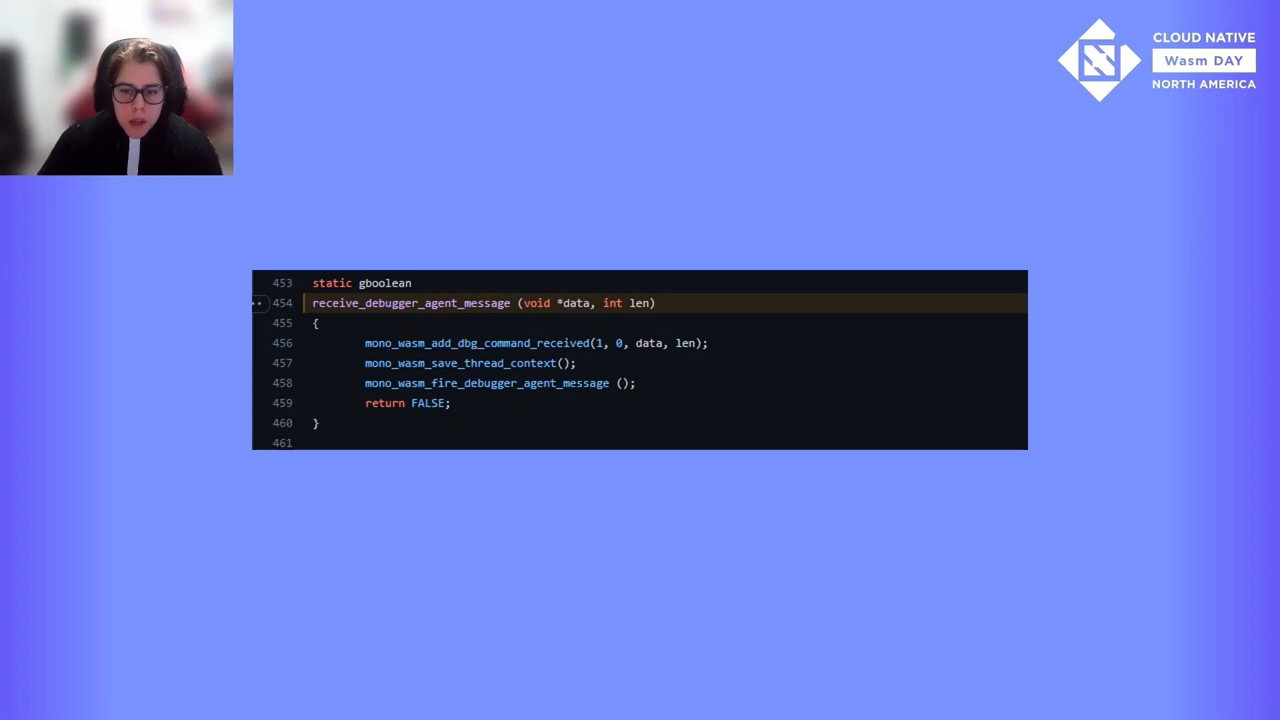 CLOUD NATIVE
Wasm DAY
NORTH AMERICA
453 static gboolean
454 receive_debugger_agent_message (void *data, int len)
455 {
456 mono_wasm_add_dbg_command_received(1, 0, data, len);
457 mono_wasm_save_thread_context();
458 mono_wasm_fire_debugger_agent_message ();
459 return FALSE;
460 }
461